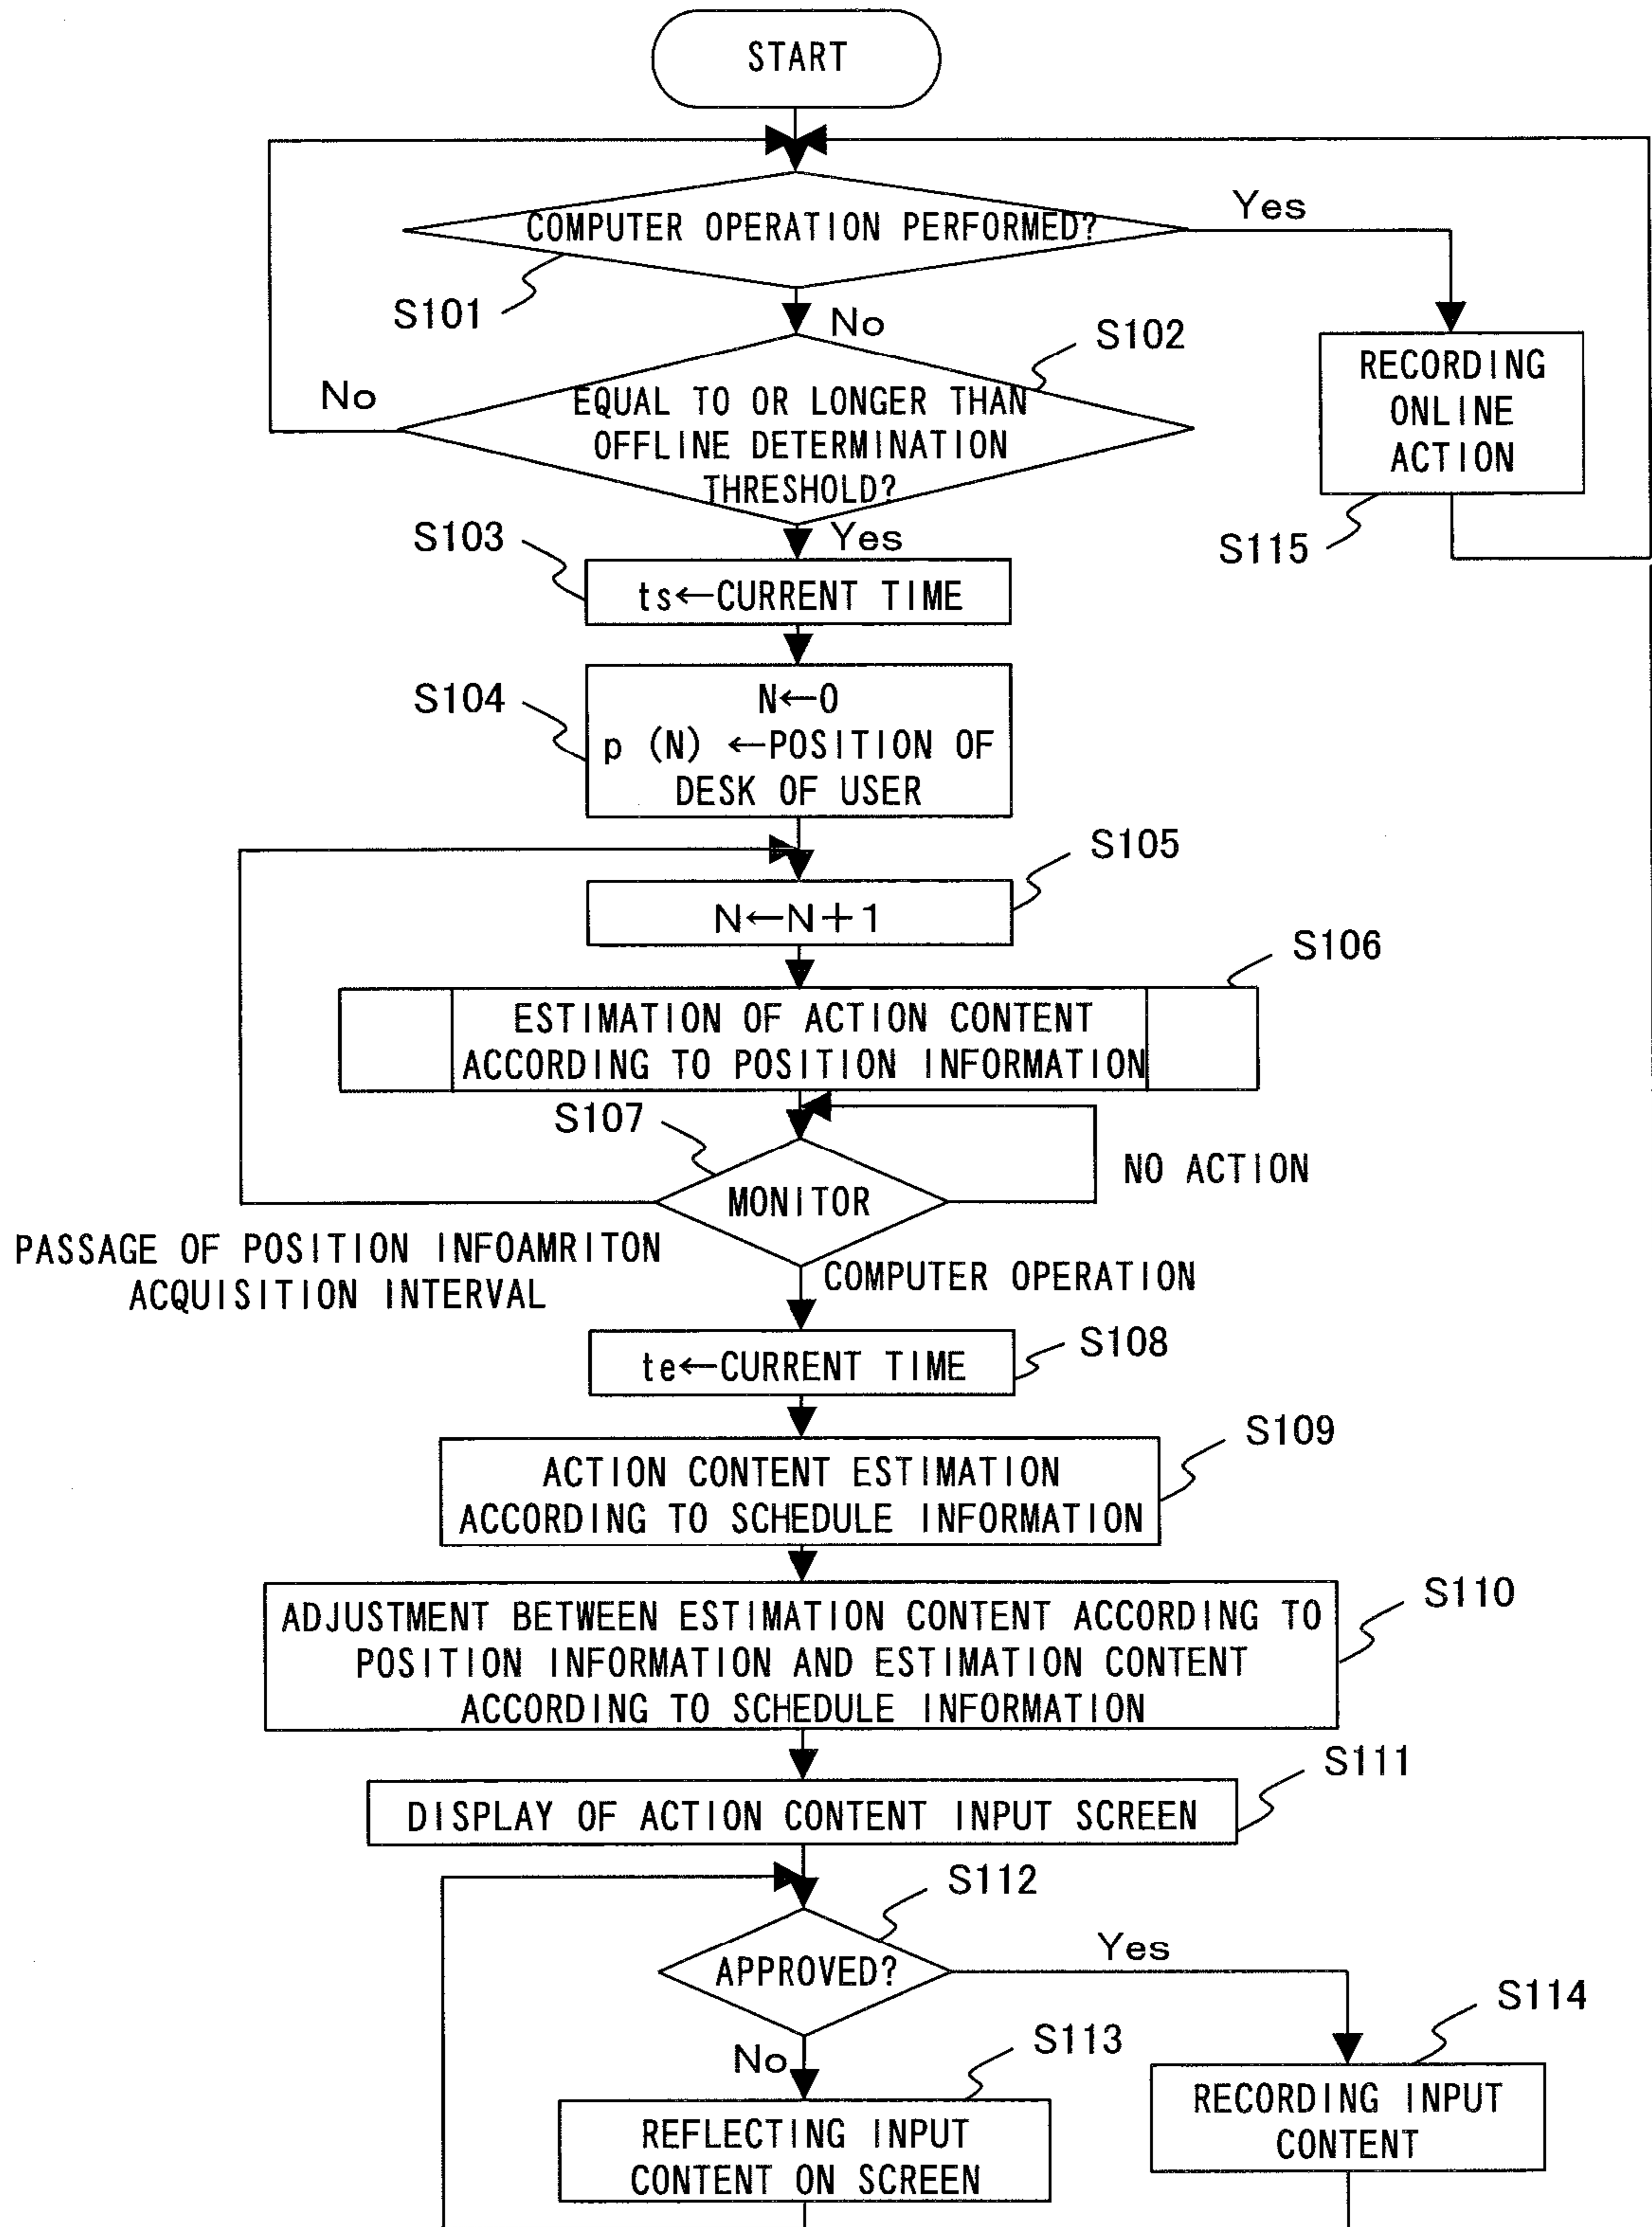 START
COMPUTER OPERATION PERFORMED?
Yes
S101
No
S102
No
EQUAL TO OR LONGER THAN
OFFLINE DETERMINATION
THRESHOLD?
RECORDING
ONLINE
ACTION
S115
Yes
S103
ts←CURRENT TIME
S104
N←0
p (N) ←POSITION OF
DESK OF USER
S105
N←N+1
S106
ESTIMATION OF ACTION CONTENT
ACCORDING TO POSITION INFORMATION
S107
NO ACTION
MONITOR
PASSAGE OF POSITION INFOAMRITON
ACQUISITION INTERVAL
COMPUTER OPERATION
S108
te←CURRENT TIME
S109
ACTION CONTENT ESTIMATION
ACCORDING TO SCHEDULE INFORMATION
S110
ADJUSTMENT BETWEEN ESTIMATION CONTENT ACCORDING TO
POSITION INFORMATION AND ESTIMATION CONTENT
ACCORDING TO SCHEDULE INFORMATION
S111
DISPLAY OF ACTION CONTENT INPUT SCREEN
S112
APPROVED?
Yes
S114
No
S113
RECORDING INPUT
CONTENT
REFLECTING INPUT
CONTENT ON SCREEN